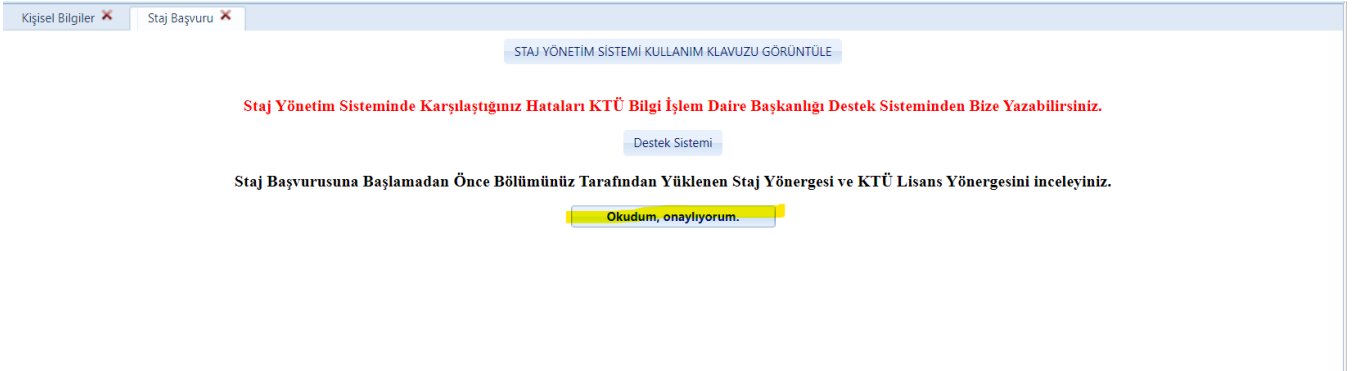 Kişisel Bilgiler Staj Başvuru
STAJ YÖNETİM SİSTEMİ KULLANIM KLAVUZU GÖRÜNTÜLE
Staj Yönetim Sisteminde Karşılaştığınız Hataları KTÜ Bilgi İşlem Daire Başkanlığı Destek Sisteminden Bize Yazabilirsiniz.
Destek Sistemi
Staj Başvurusuna Başlamadan Önce Bölümünüz Tarafından Yüklenen Staj Yönergesi ve KTÜ Lisans Yönergesini inceleyiniz.
Okudum, onaylıyorum.